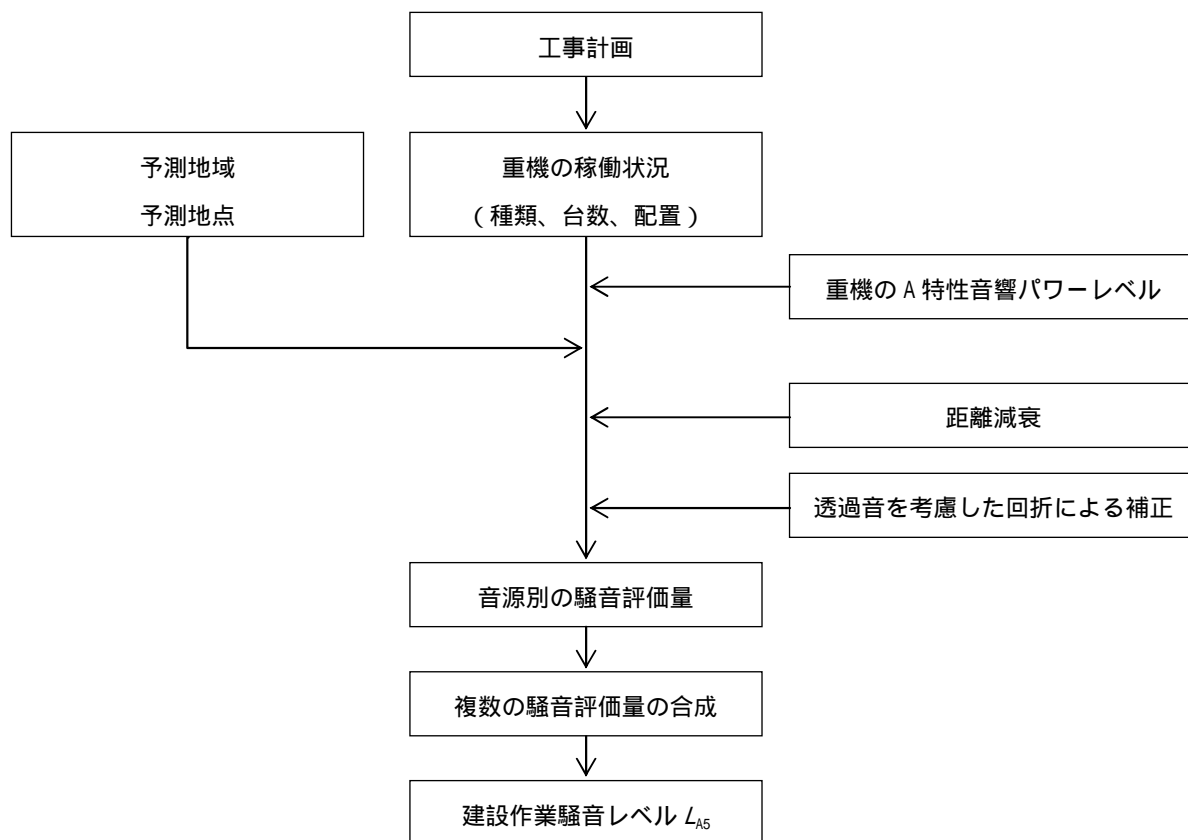 工事計画
予測地域
予測地点
重機の稼働状況
(種類、台数、配置)
重機の A 特性音響パワーレベル
距離減衰
透過音を考慮した回折による補正
音源別の騒音評価量
複数の騒音評価量の合成
建設作業騒音レベル LA5